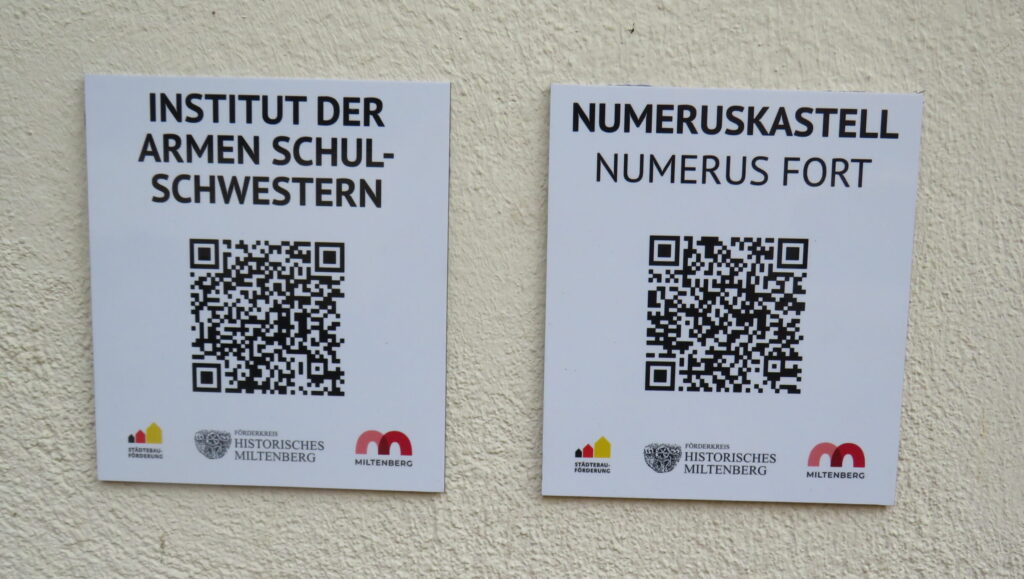 INSTITUT DER
ARMEN SCHUL-
SCHWESTERN
STÄDTEBAU-
FÖRDERUNG
FÖRDERKREIS
HISTORISCHES
MILTENBERG
MILTENBERG
NUMERUSKASTELL
NUMERUS FORT
STÄDTEBAU-
FÖRDERUNG
FÖRDERKREIS
HISTORISCHES
MILTENBERG
MILTENBERG